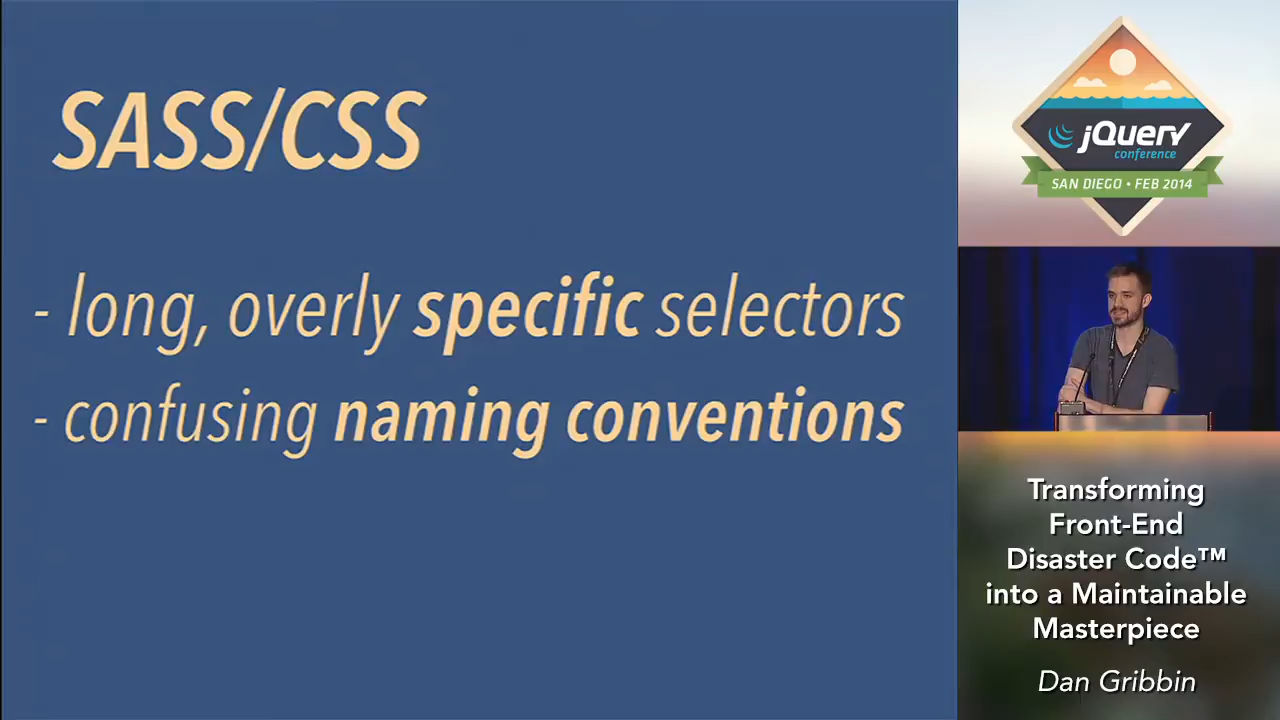 SASS/CSS
- long, overly specific selectors
- confusing naming conventions
jQuery
conference
SAN DIEGO • FEB 2014
Transforming
Front-End
Disaster Code™
into a Maintainable
Masterpiece
Dan Gribbin